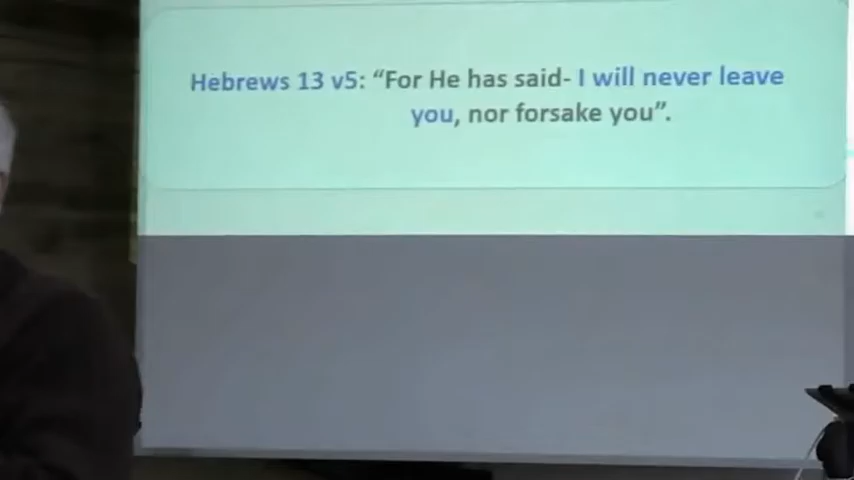 Hebrews 13 v5: “For He has said- I will never leave
you, nor forsake you”.